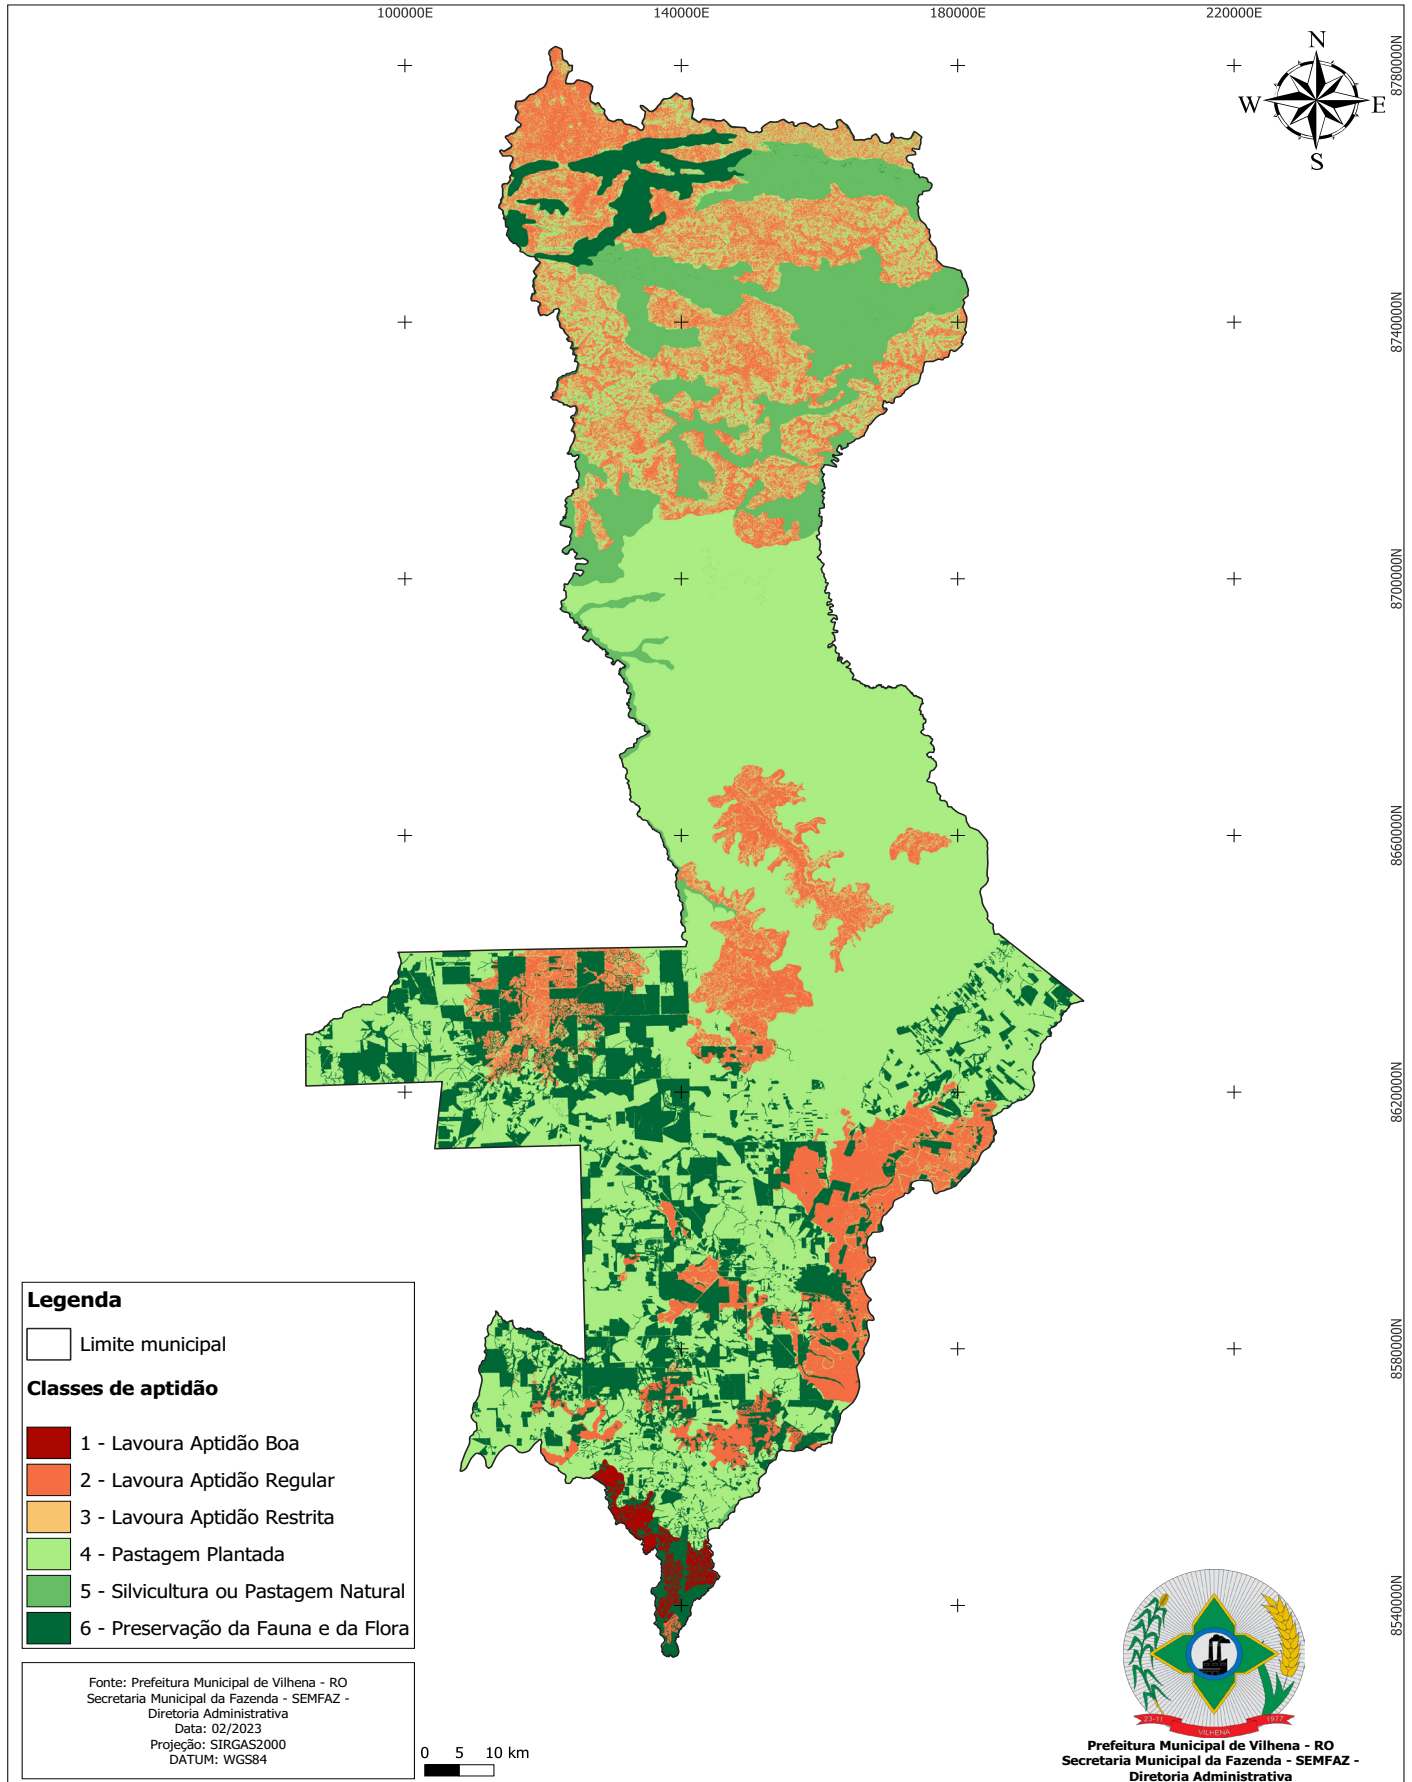 100000E 140000E 180000E 220000E
N
W E
S
8780000N
8740000N
8700000N
8660000N
8620000N
8580000N
8540000N
Legenda
Limite municipal
Classes de aptidão
1 - Lavoura Aptidão Boa
2 - Lavoura Aptidão Regular
3 - Lavoura Aptidão Restrita
4 - Pastagem Plantada
5 - Silvicultura ou Pastagem Natural
6 - Preservação da Fauna e da Flora
Fonte: Prefeitura Municipal de Vilhena - RO
Secretaria Municipal da Fazenda - SEMFAZ -
Diretoria Administrativa
Data: 02/2023
Projeção: SIRGAS2000
DATUM: WGS84
0 5 10 km
23-11 1977
VILHENA
Prefeitura Municipal de Vilhena - RO
Secretaria Municipal da Fazenda - SEMFAZ -
Diretoria Administrativa